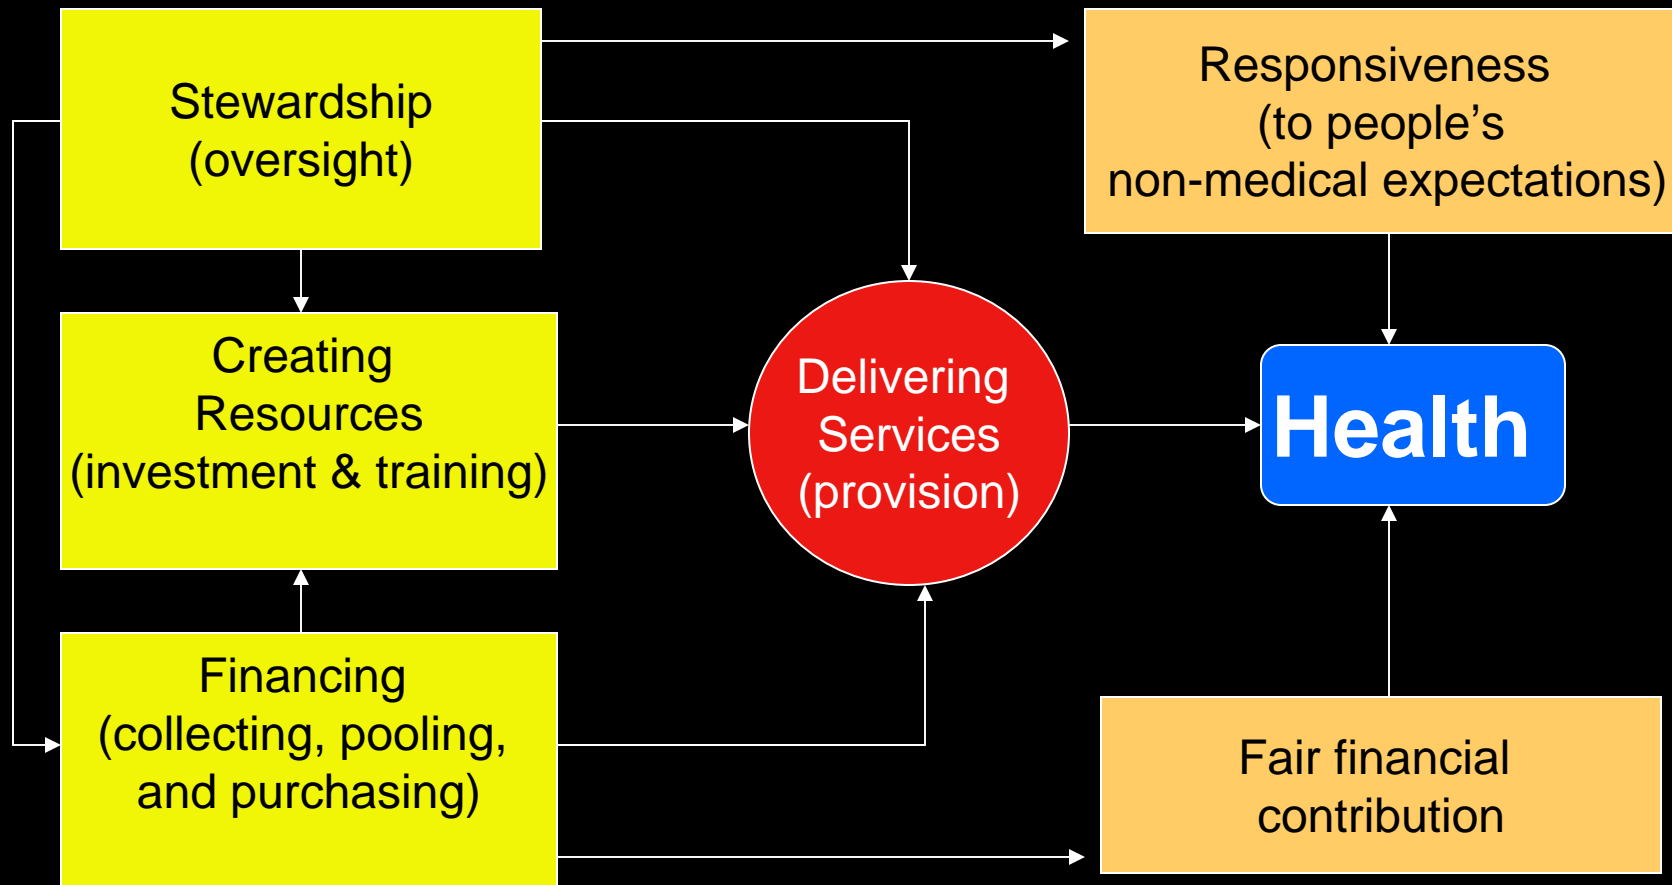 Stewardship
(oversight)
Responsiveness
(to people’s
non-medical expectations)
Creating
Resources
(investment & training)
Delivering
Services
(provision)
Health
Financing
(collecting, pooling,
and purchasing)
Fair financial
contribution